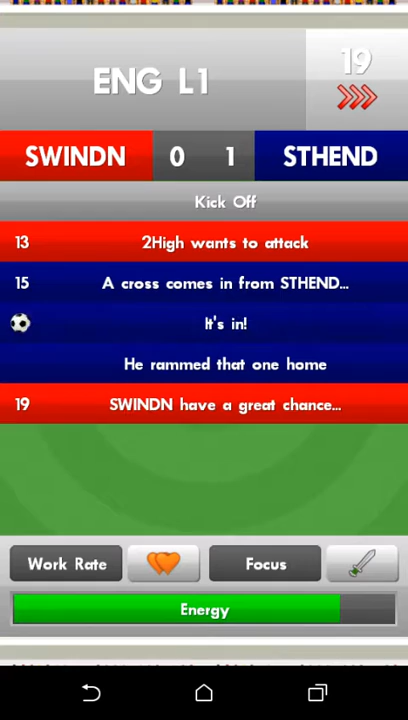 ENG L1
19
SWINDN 0 1 STHEND
Kick Off
13 2High wants to attack
15 A cross comes in from STHEND...
It's in!
He rammed that one home
19 SWINDN have a great chance...
Work Rate
Focus
Energy